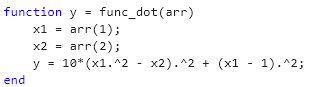 function y = func_dot(arr)
    x1 = arr(1);
    x2 = arr(2);
    y = 10*(x1.^2 - x2).^2 + (x1 - 1).^2;
end